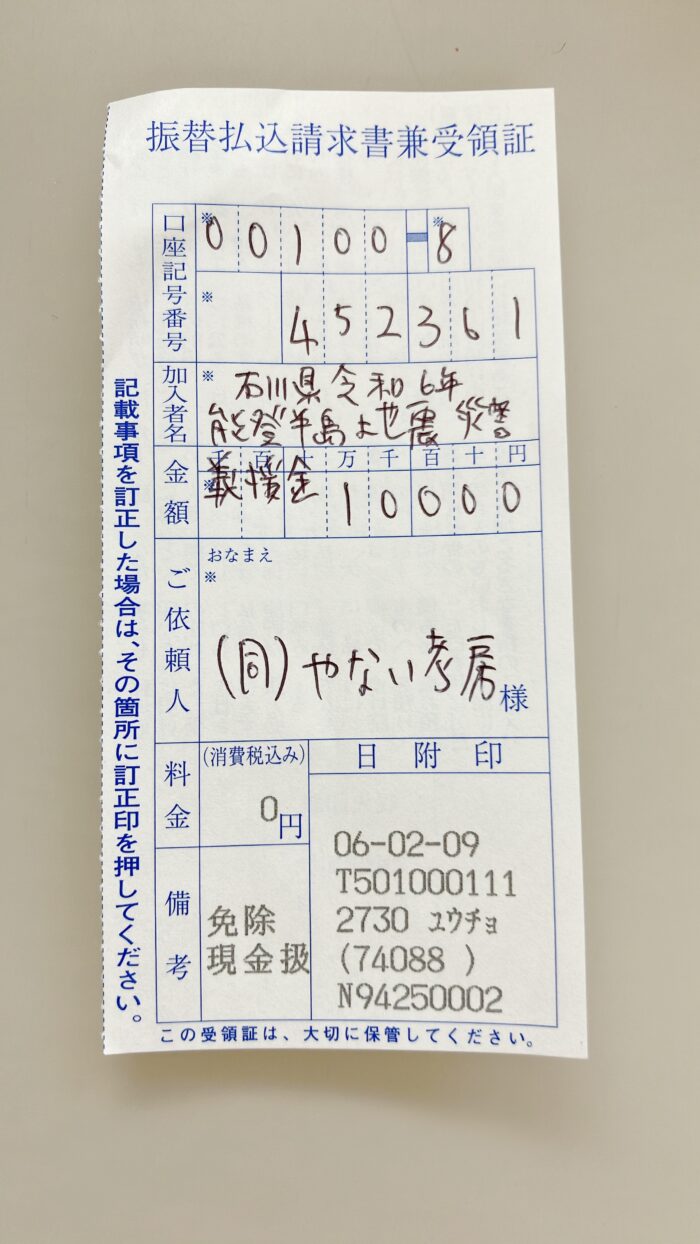 振替払込請求書兼受領証
口座記号番号
※
00100-8
※
452361
加入者名
※
石川県令和6年
能登半島地震災害
義援金
金額
千百十万千百十円
※
10000
ご依頼人
おなまえ
※
(同)やない考房
様
料金
(消費税込み)
0円
日附印
06-02-09
T501000111
2730 ユウチョ
(74088 )
N94250002
備考
免除
現金扱
この受領証は、大切に保管してください。
記載事項を訂正した場合は、その箇所に訂正印を押してください。